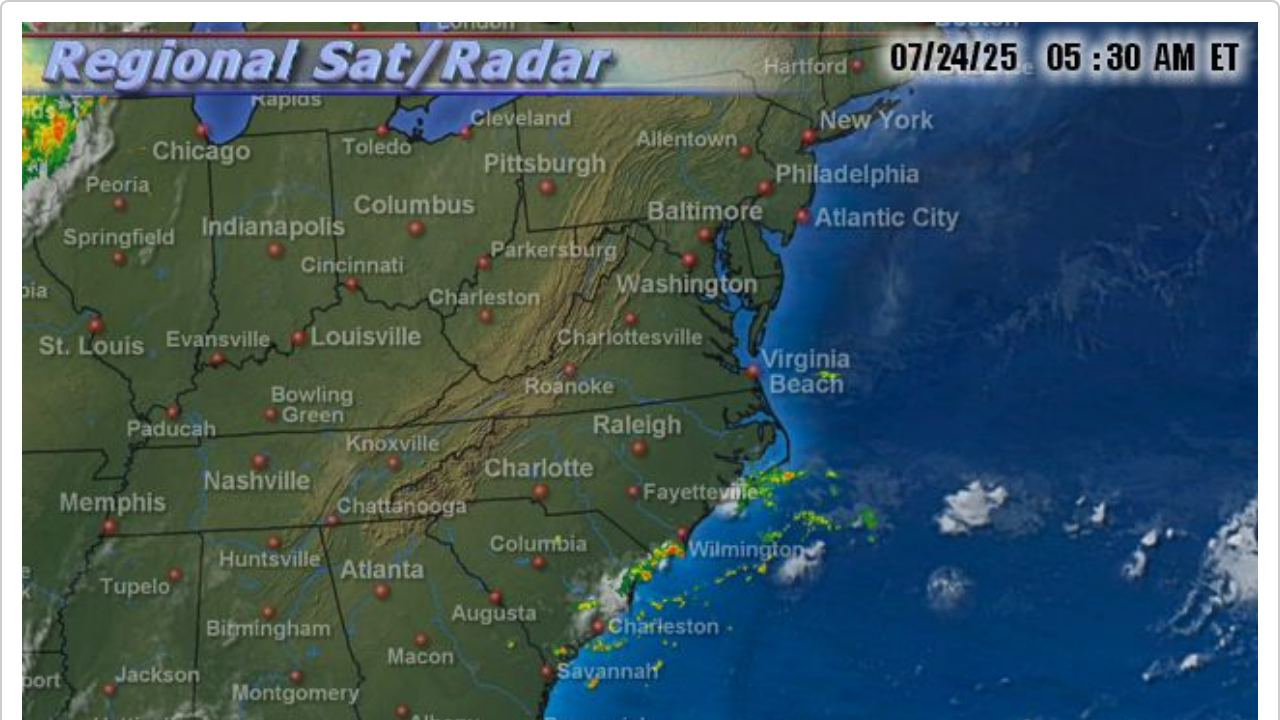 London
Boston
Regional Sat/Radar
07/24/25 05 :30 AM ET
Hartford
Rapids
Cleveland
New York
Toledo
Allentown
Chicago
Pittsburgh
Philadelphia
Peoria
Columbus
Baltimore
Atlantic City
Springfield
Indianapolis
Parkersburg
Cincinnati
Washington
Charleston
St. Louis
Evansville
Louisville
Charlottesville
Virginia
Beach
Roanoke
Bowling
Green
Paducah
Raleigh
Knoxville
Nashville
Charlotte
Fayetteville
Memphis
Chattanooga
Columbia
Wilmington
Huntsville
Atlanta
Tupelo
Augusta
Birmingham
Charleston
Macon
Savannah
Jackson
Montgomery
Albany